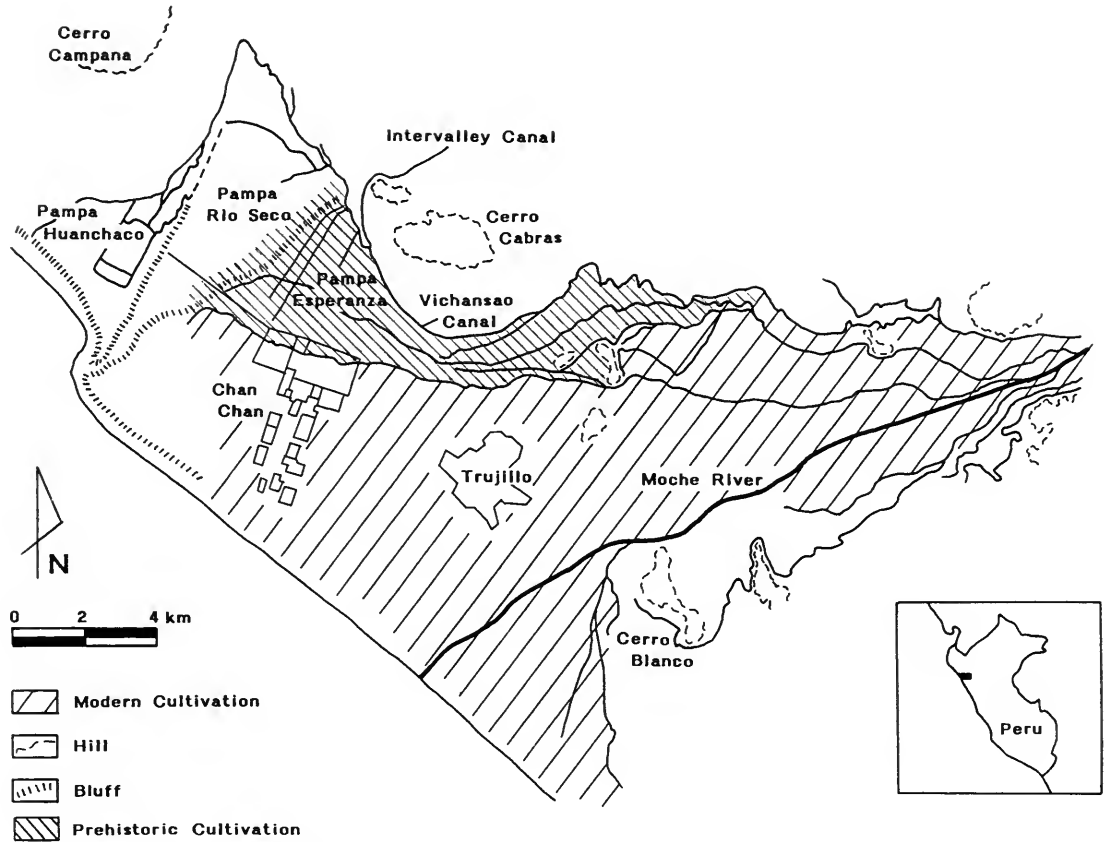 Cerro
Campana
Intervalley Canal
Pampa
Rio Seco
Pampa
Huanchaco
Cerro
Cabras
Pampa
Esperanza
Vichansao
Canal
Chan
Chan
Trujillo
Moche River
N
0 2 4 km
Cerro
Blanco
Modern Cultivation
Hill
Bluff
Prehistoric Cultivation
Peru